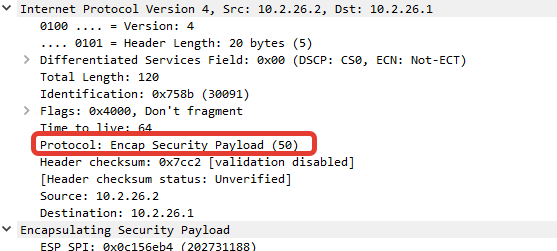 Internet Protocol Version 4, Src: 10.2.26.2, Dst: 10.2.26.1
0100 .... = Version: 4
.... 0101 = Header Length: 20 bytes (5)
Differentiated Services Field: 0x00 (DSCP: CS0, ECN: Not-ECT)
Total Length: 120
Identification: 0x758b (30091)
Flags: 0x4000, Don't fragment
Time to live: 64
Protocol: Encap Security Payload (50)
Header checksum: 0x7cc2 [validation disabled]
[Header checksum status: Unverified]
Source: 10.2.26.2
Destination: 10.2.26.1
Encapsulating Security Payload
ESP SPI: 0x0c156eb4 (202731188)